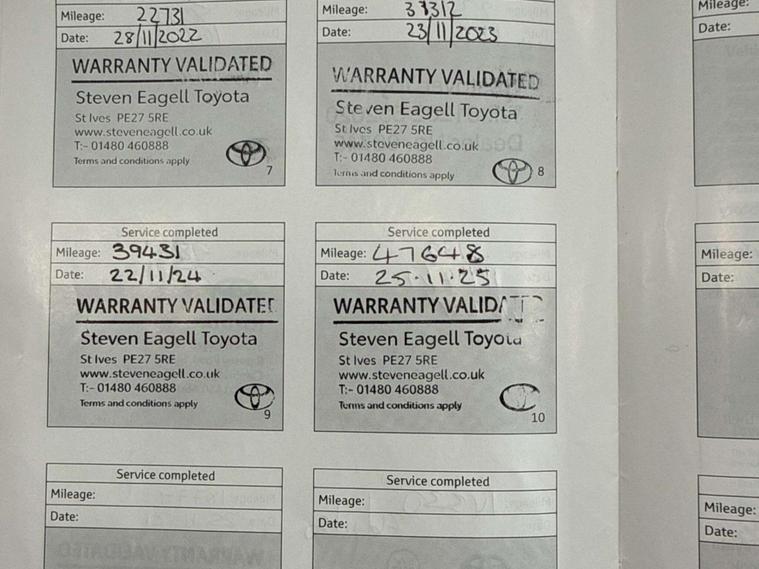 Mileage: 22731
Date: 28/11/2022
WARRANTY VALIDATED
Steven Eagell Toyota
St Ives PE27 5RE
www.steveneagell.co.uk
T:- 01480 460888
Terms and conditions apply
7
Mileage: 31312
Date: 23/11/2023
WARRANTY VALIDATED
Steven Eagell Toyota
St Ives PE27 5RE
www.steveneagell.co.uk
T:- 01480 460888
Terms and conditions apply
8
Mileage:
Date:
Service completed
Mileage: 39431
Date: 22/11/24
WARRANTY VALIDATED
Steven Eagell Toyota
St Ives PE27 5RE
www.steveneagell.co.uk
T:- 01480 460888
Terms and conditions apply
9
Service completed
Mileage: 47648
Date: 25.11.25
WARRANTY VALIDAT
Steven Eagell Toyota
St Ives PE27 5RE
www.steveneagell.co.uk
T:- 01480 460888
Terms and conditions apply
10
Mileage:
Date:
Service completed
Mileage:
Date:
Service completed
Mileage:
Date:
Mileage:
Date: